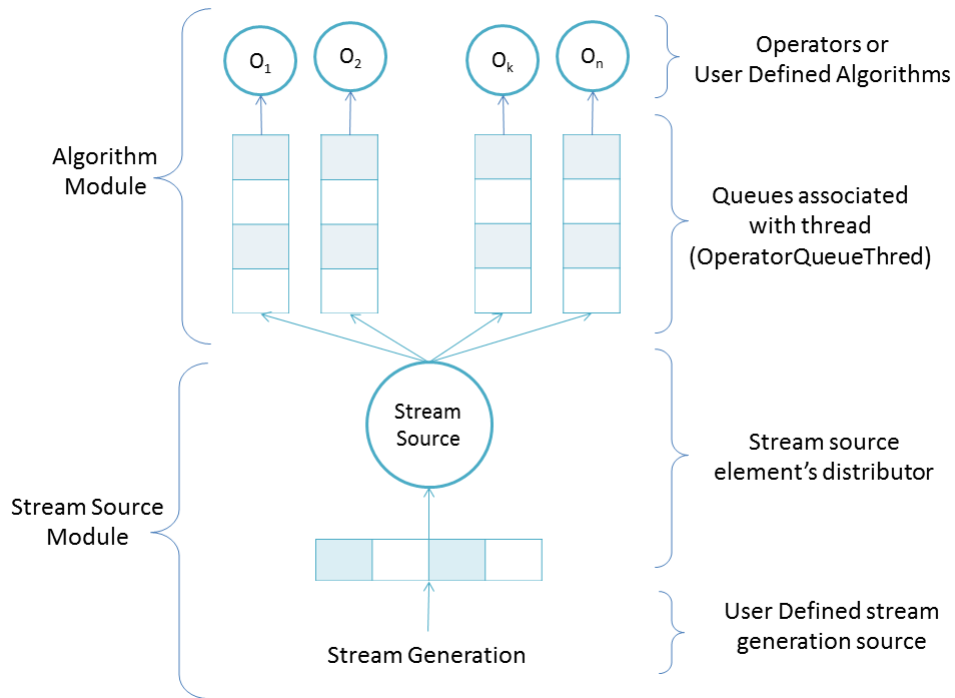 O1
O2
Ok
On
Operators or
User Defined Algorithms
Algorithm
Module
Queues associated
with thread
(OperatorQueueThred)
Stream
Source
Stream source
element's distributor
Stream Source
Module
User Defined stream
generation source
Stream Generation